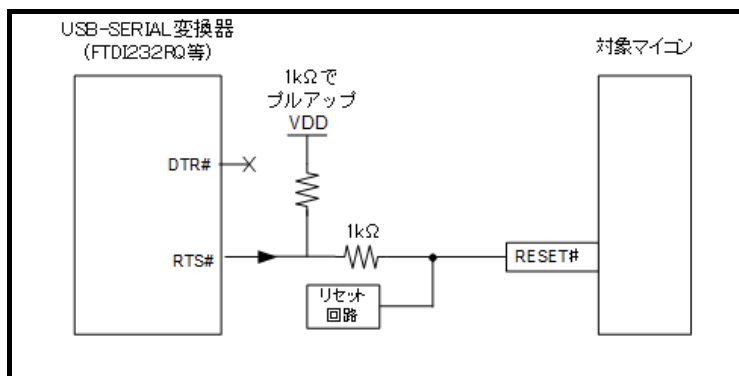 USB-SERIAL変換器
(FTDI232RQ等)
対象マイコン
1kΩで
プルアップ
VDD
DTR#
1kΩ
RTS#
RESET#
リセット
回路